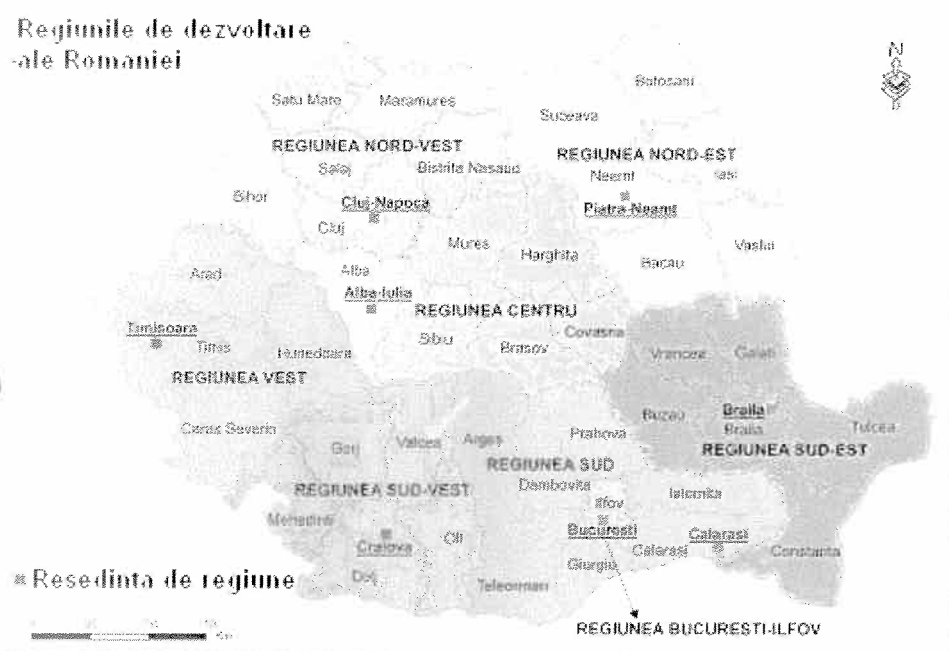 Regiunile de dezvoltare
-ale Romaniei
N
Botosani
Satu Mare
Maramures
Suceava
REGIUNEA NORD-VEST
REGIUNEA NORD-EST
Salaj
Bistrita Nasaud
Neamt
Iasi
Bihor
Cluj-Napoca
Piatra-Neamt
Cluj
Mures
Harghita
Bacau
Vaslui
Arad
Alba
Alba-Iulia
REGIUNEA CENTRU
Timisoara
Timis
Hunedoara
Sibiu
Brasov
Covasna
Vrancea
Galati
REGIUNEA VEST
Buzau
Braila
Braila
Tulcea
Caras Severin
Gorj
Valcea
Arges
Prahova
REGIUNEA SUD-EST
REGIUNEA SUD
REGIUNEA SUD-VEST
Dambovita
Ialomita
Ilfov
Mehedinti
Craiova
Olt
Bucuresti
Calarasi
Calarasi
Constanta
Giurgiu
Dolj
Teleorman
Resedinta de regiune
REGIUNEA BUCURESTI-ILFOV